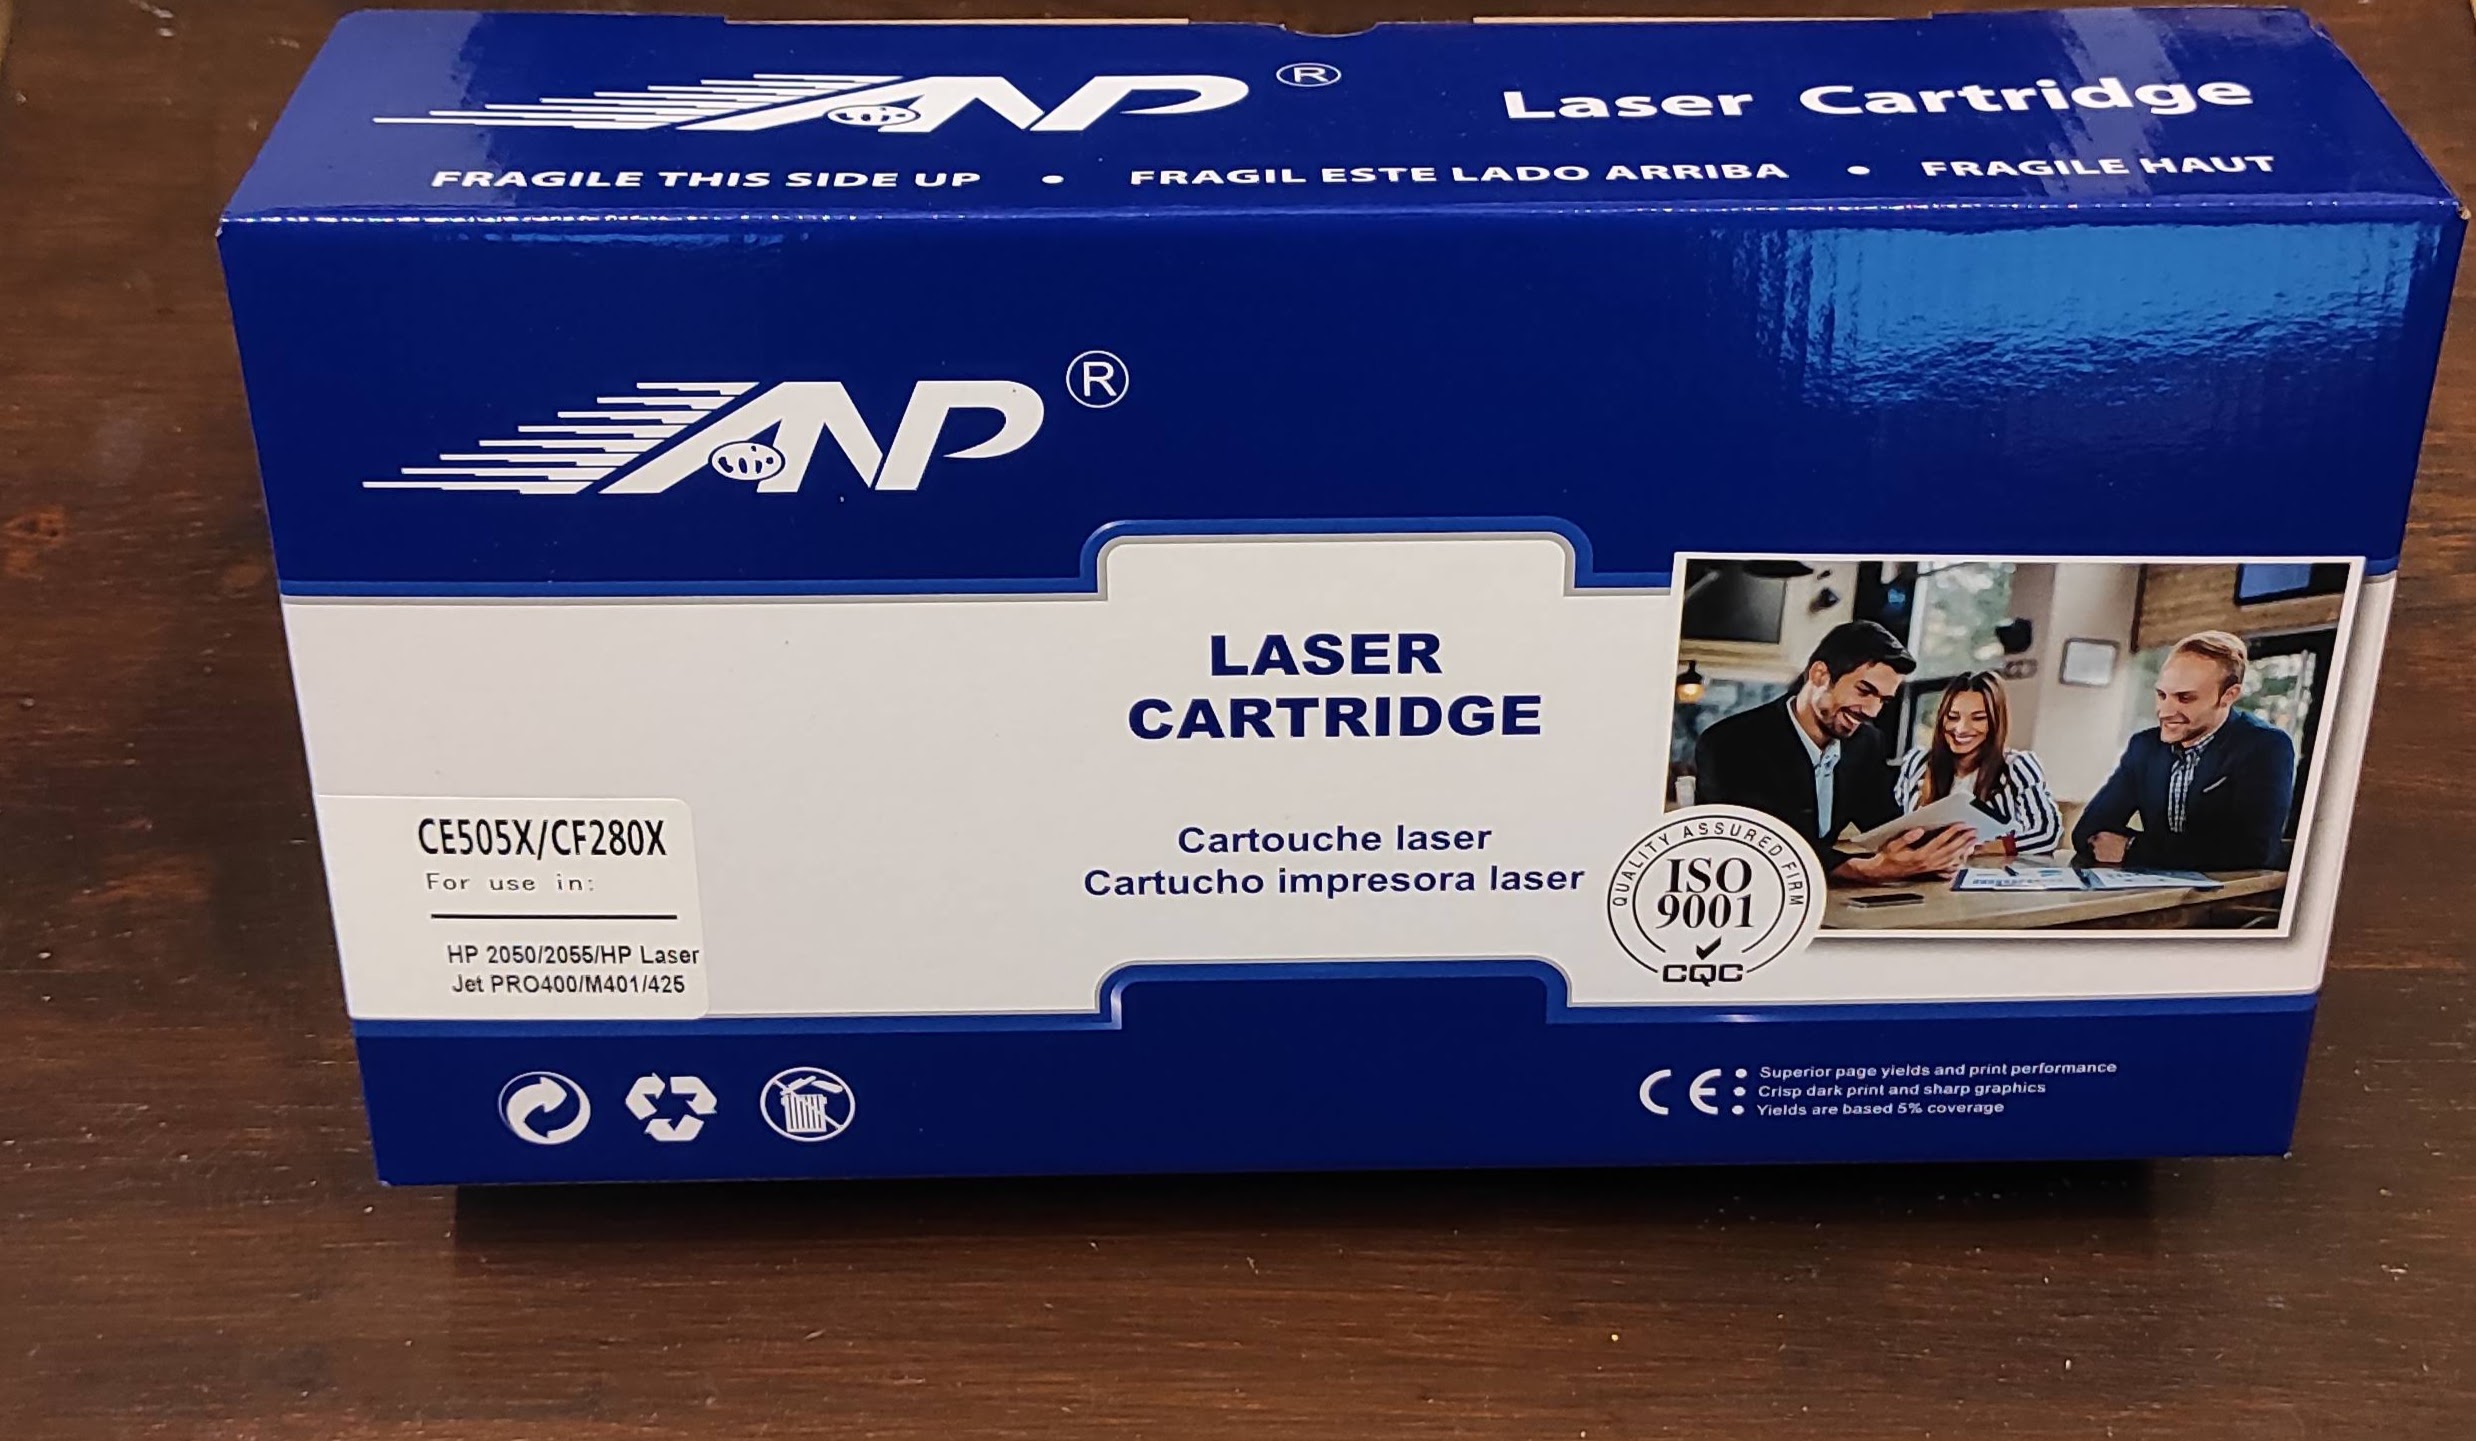 ANP ®
Laser Cartridge
FRAGILE THIS SIDE UP • FRAGIL ESTE LADO ARRIBA • FRAGILE HAUT
ANP ®
LASER
CARTRIDGE
Cartouche laser
Cartucho impresora laser
CE505X/CF280X
For use in:
HP 2050/2055/HP Laser
Jet PRO400/M401/425
QUALITY ASSURED FIRM
ISO
9001
CQC
CE
• Superior page yields and print performance
• Crisp dark print and sharp graphics
• Yields are based 5% coverage